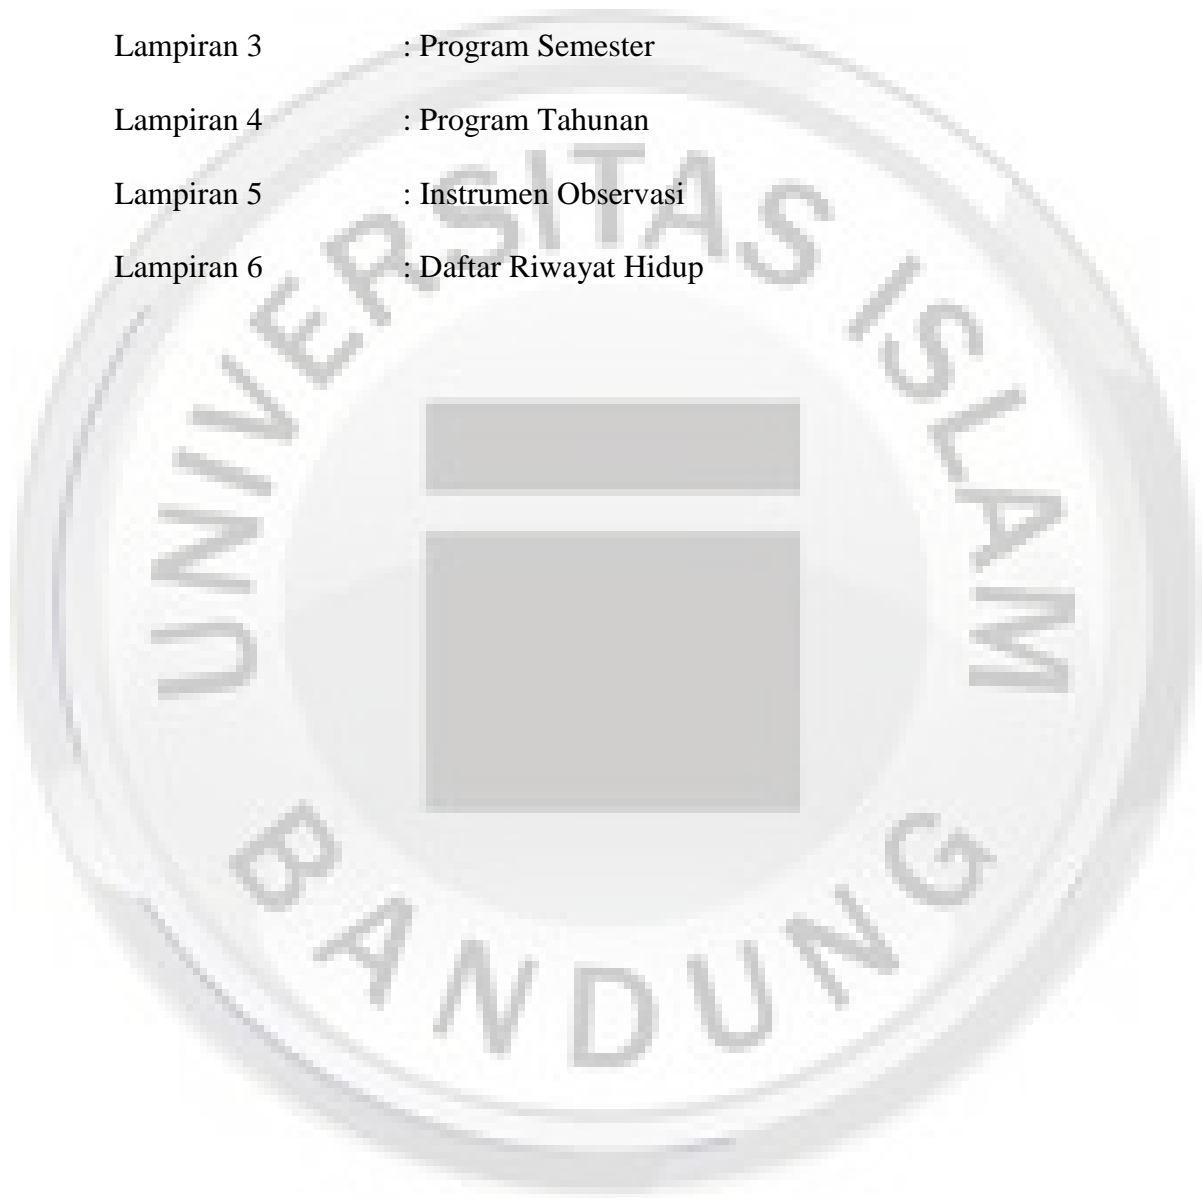 Lampiran 3 : Program Semester
Lampiran 4 : Program Tahunan
Lampiran 5 : Instrumen Observasi
Lampiran 6 : Daftar Riwayat Hidup
UNIVERSITAS ISLAM
BANDUNG